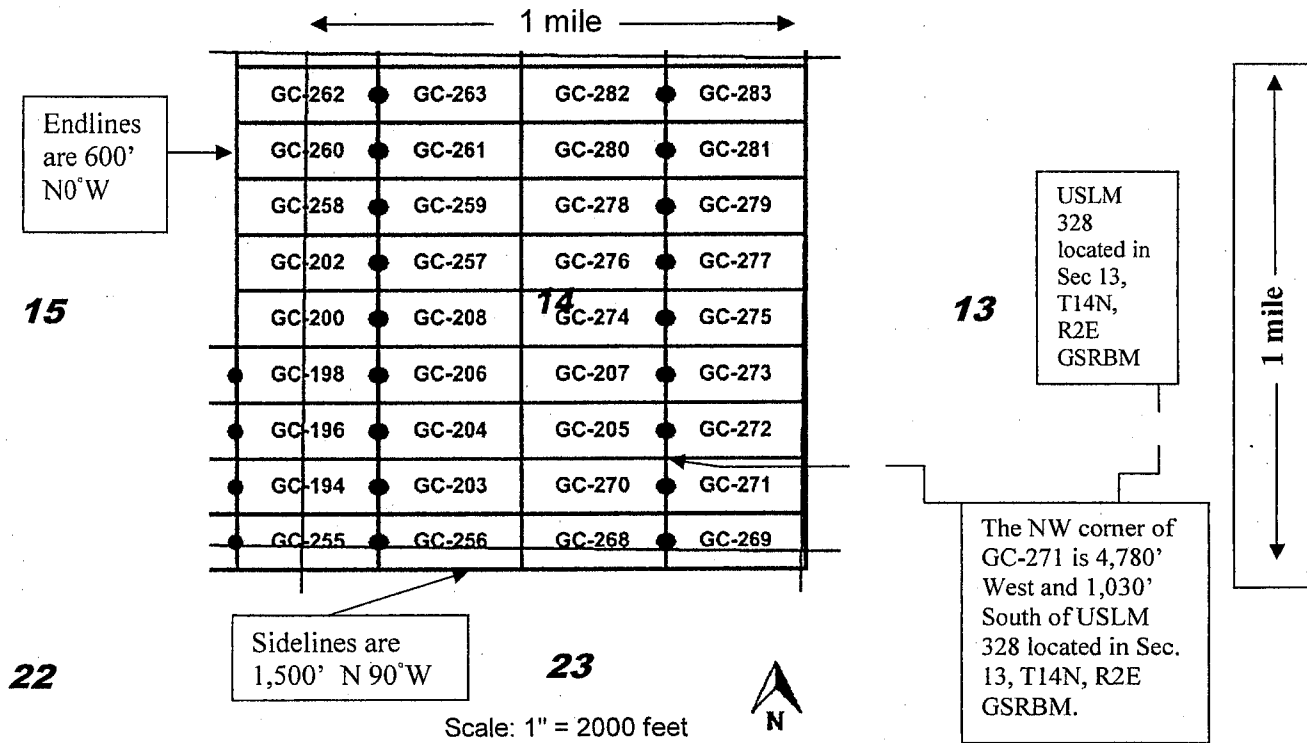 1 mile
GC-262 GC-263 GC-282 GC-283
Endlines
are 600'
N0°W
GC-260 GC-261 GC-280 GC-281
GC-258 GC-259 GC-278 GC-279
USLM
328
located in
Sec 13,
T14N,
R2E
GSRBM
GC-202 GC-257 GC-276 GC-277
15
GC-200 GC-208 14 GC-274 GC-275
13
1 mile
GC-198 GC-206 GC-207 GC-273
GC-196 GC-204 GC-205 GC-272
GC-194 GC-203 GC-270 GC-271
GC-255 GC-256 GC-268 GC-269
The NW corner of
GC-271 is 4,780'
West and 1,030'
South of USLM
328 located in Sec.
13, T14N, R2E
GSRBM.
Sidelines are
1,500' N 90°W
22
23
N
Scale: 1" = 2000 feet